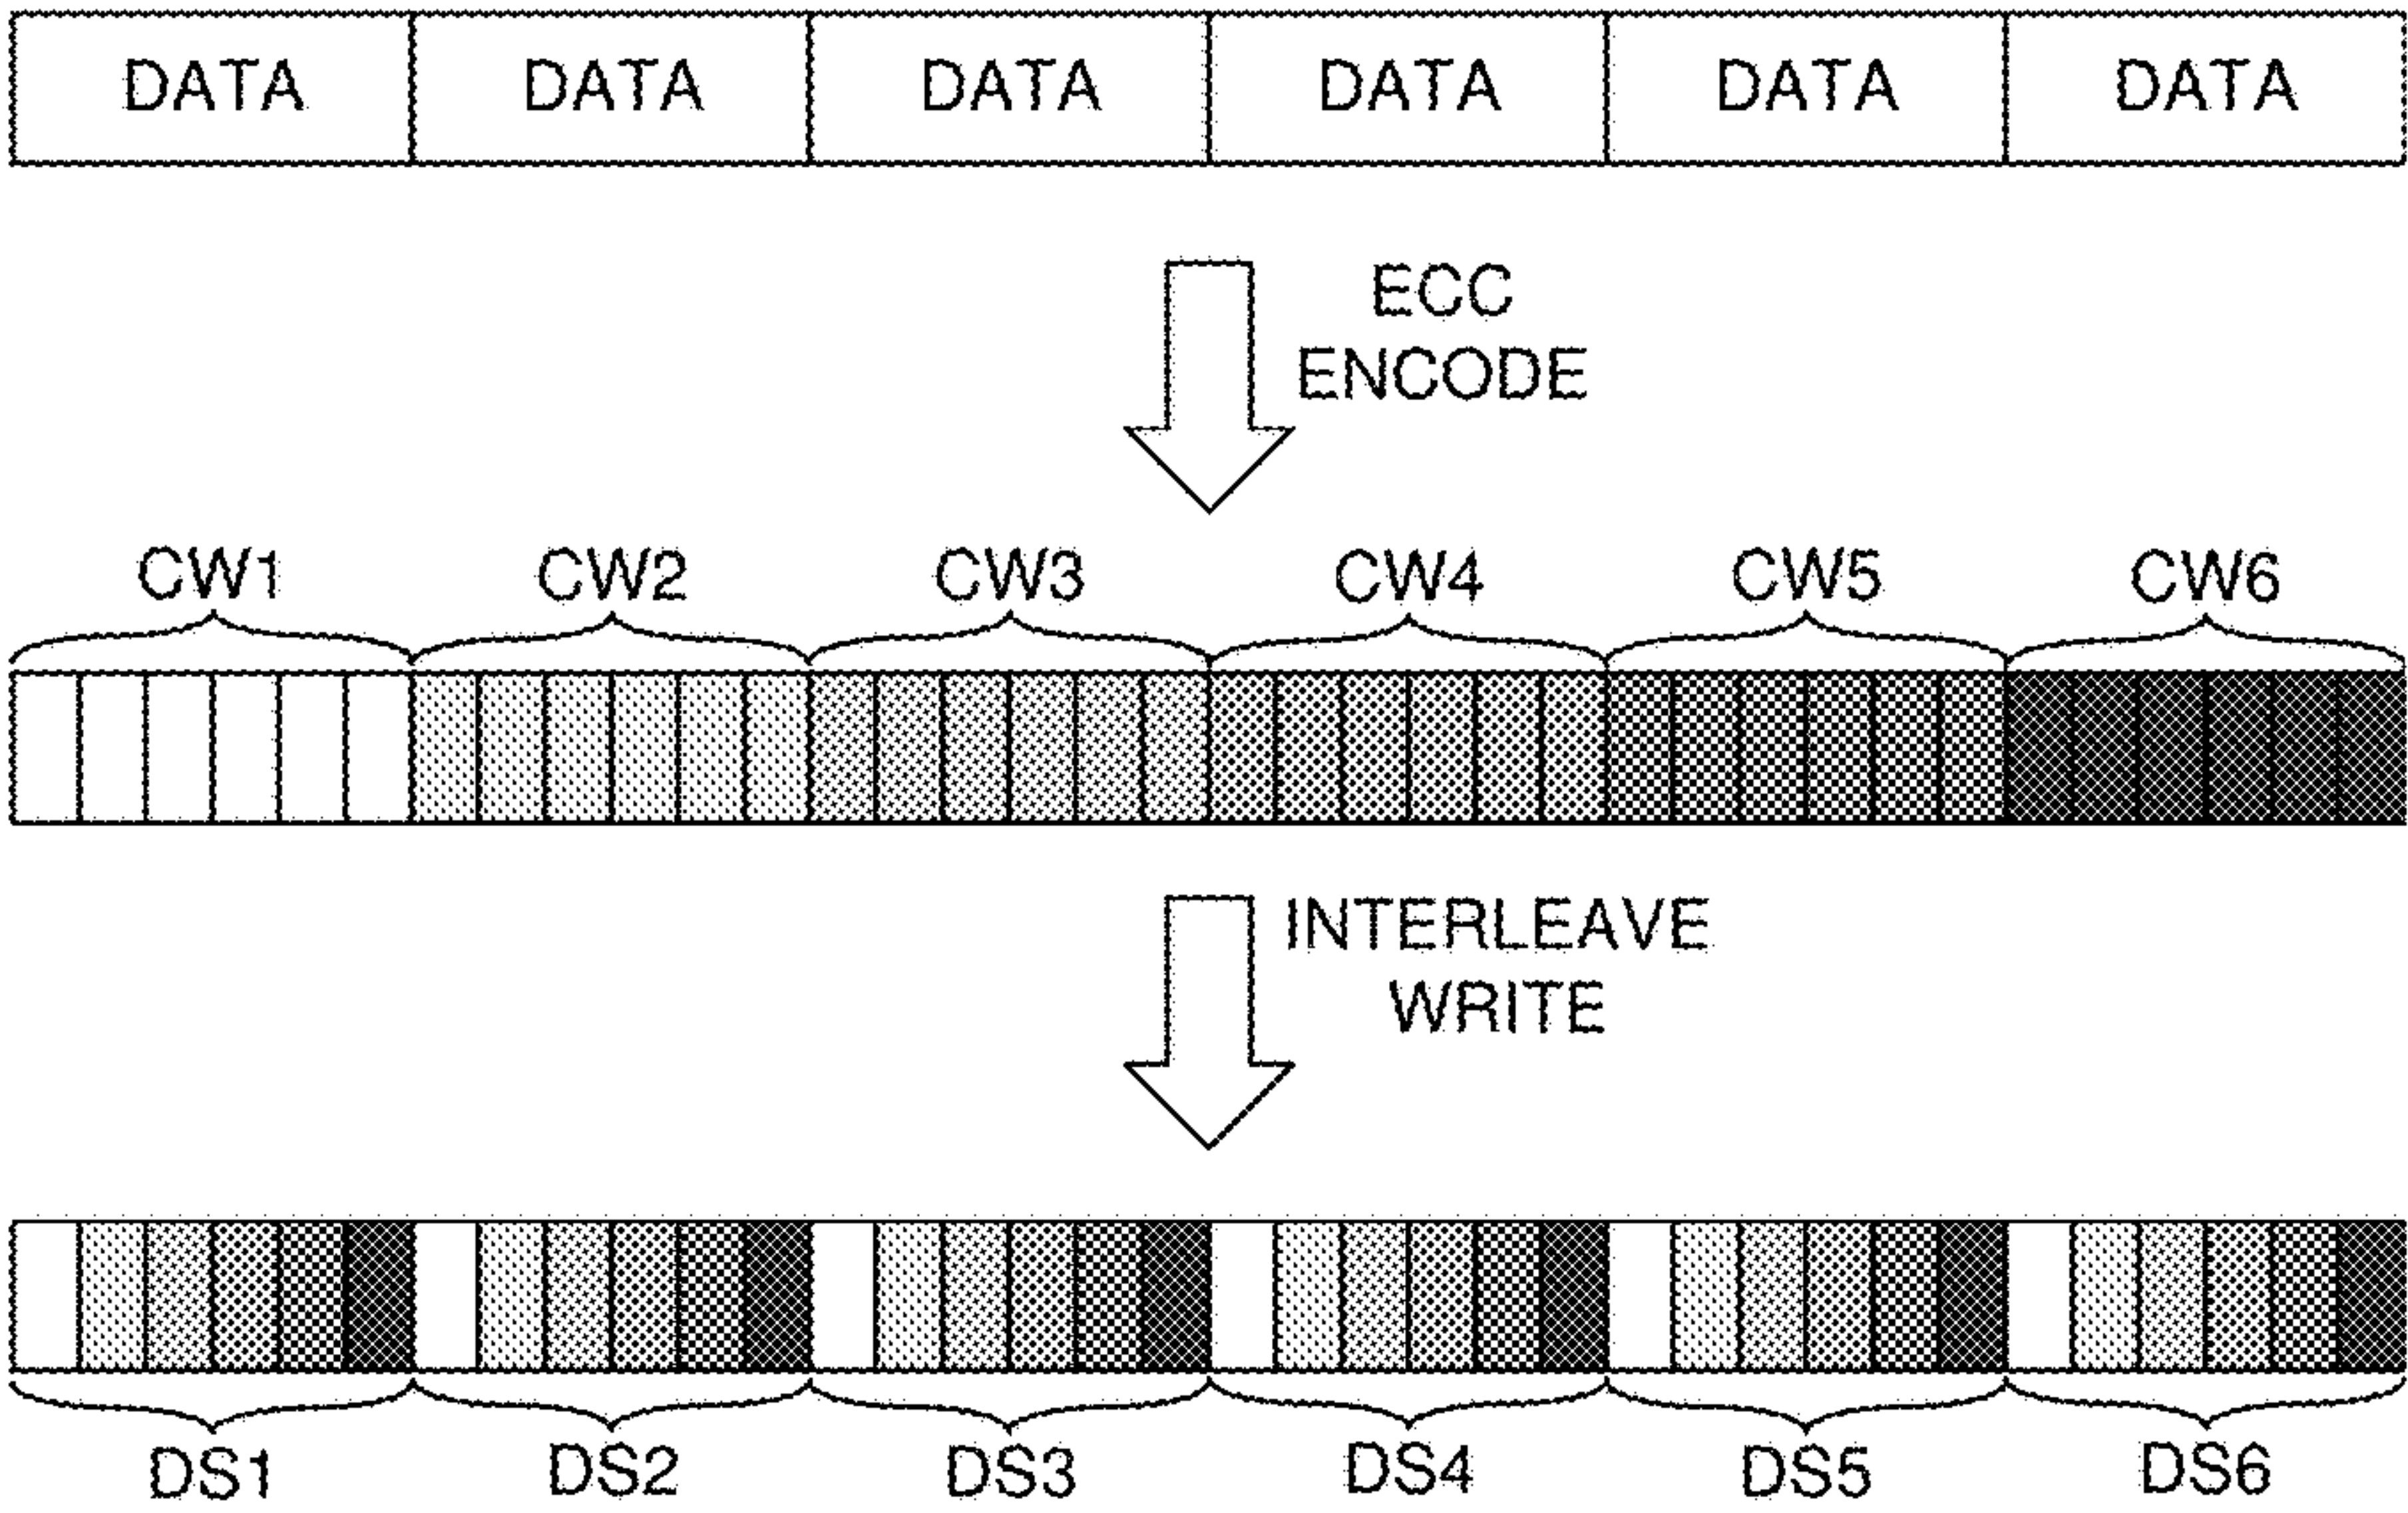 DATA DATA DATA DATA DATA DATA
ECC
ENCODE
CW1 CW2 CW3 CW4 CW5 CW6
INTERLEAVE
WRITE
DS1 DS2 DS3 DS4 DS5 DS6